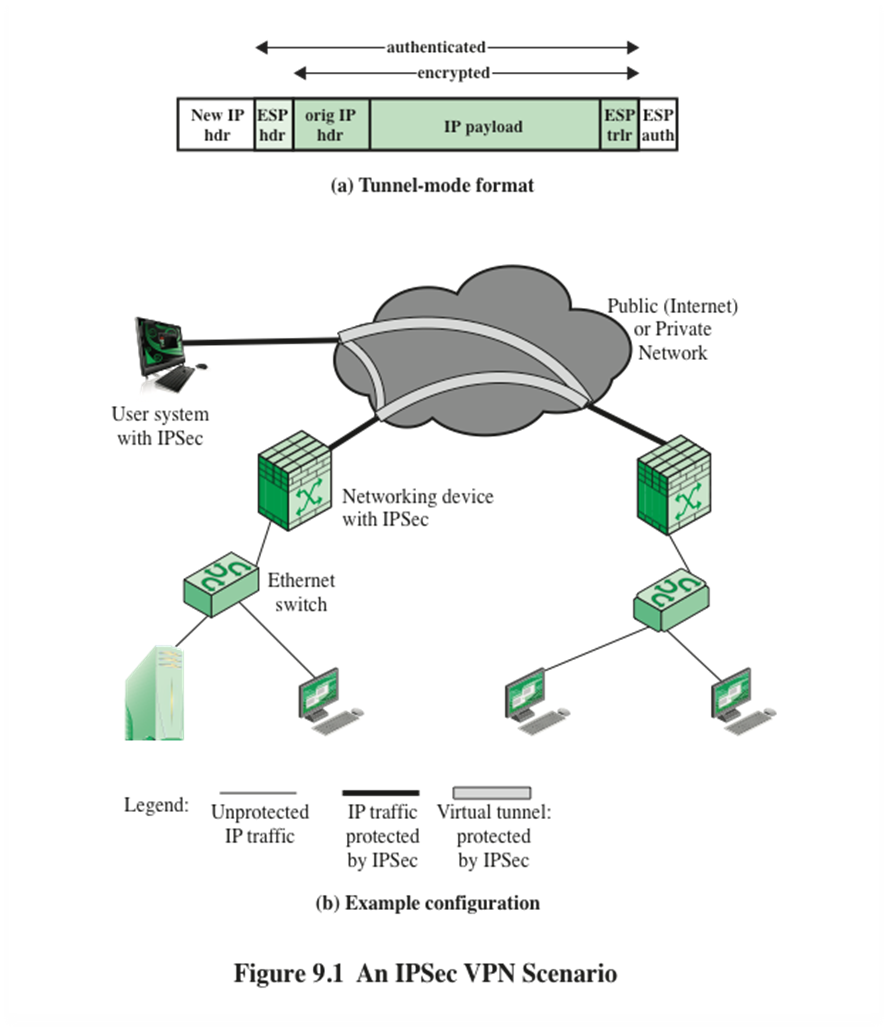 authenticated
encrypted
New IP
hdr
ESP
hdr
orig IP
hdr
IP payload
ESP
trlr
ESP
auth
(a) Tunnel-mode format
Public (Internet)
or Private
Network
User system
with IPSec
Networking device
with IPSec
Ethernet
switch
Legend:
Unprotected
IP traffic
IP traffic
protected
by IPSec
Virtual tunnel:
protected
by IPSec
(b) Example configuration
Figure 9.1 An IPSec VPN Scenario